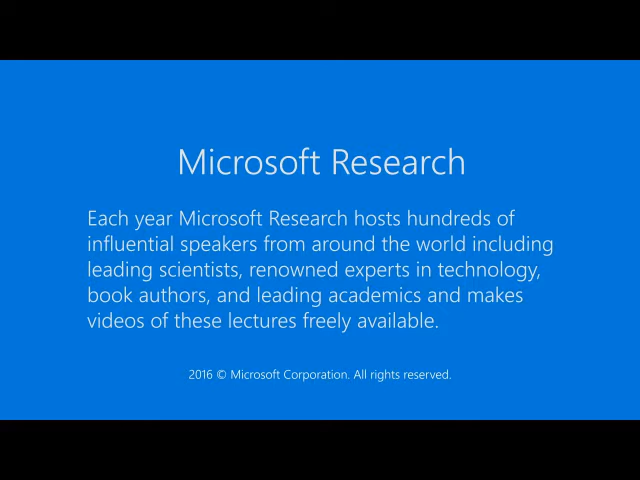 Microsoft Research
Each year Microsoft Research hosts hundreds of
influential speakers from around the world including
leading scientists, renowned experts in technology,
book authors, and leading academics and makes
videos of these lectures freely available.
2016 © Microsoft Corporation. All rights reserved.